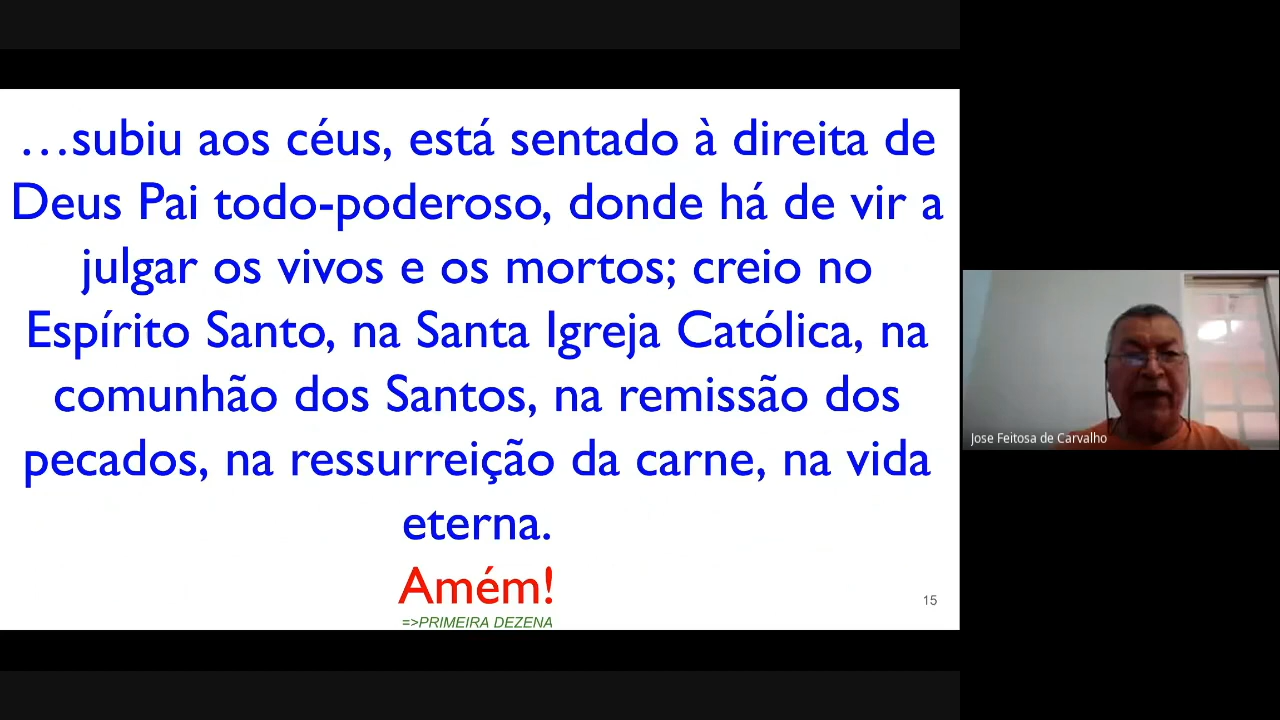 …subiu aos céus, está sentado à direita de
Deus Pai todo-poderoso, donde há de vir a
julgar os vivos e os mortos; creio no
Espírito Santo, na Santa Igreja Católica, na
comunhão dos Santos, na remissão dos
pecados, na ressurreição da carne, na vida
eterna.
Amém!
=>PRIMEIRA DEZENA
15
Jose Feitosa de Carvalho